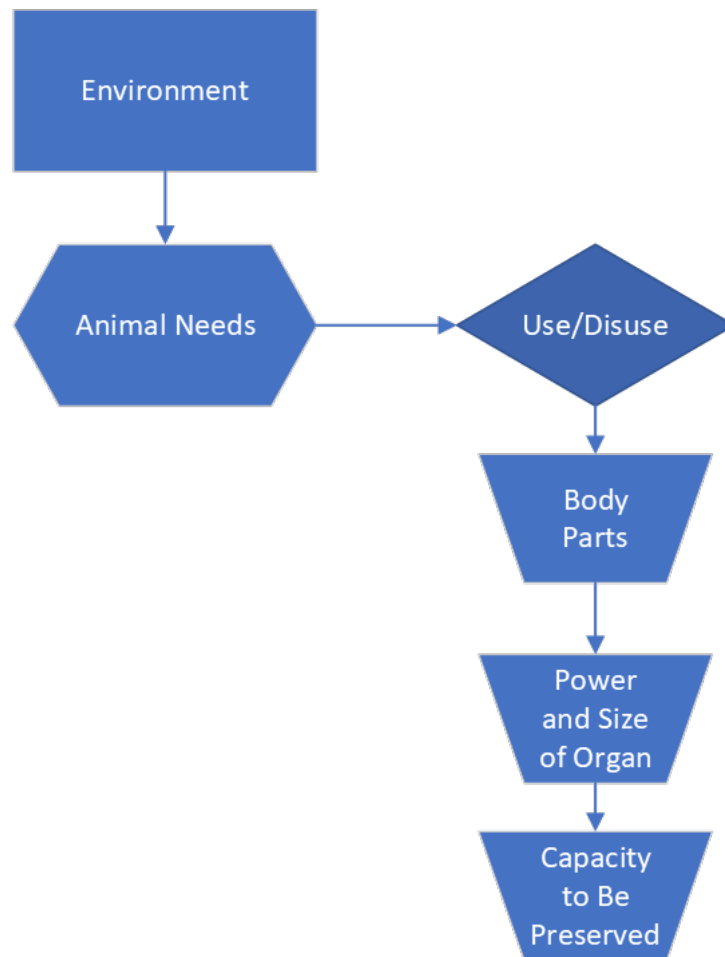 Environment
Animal Needs
Use/Disuse
Body
Parts
Power
and Size
of Organ
Capacity
to Be
Preserved